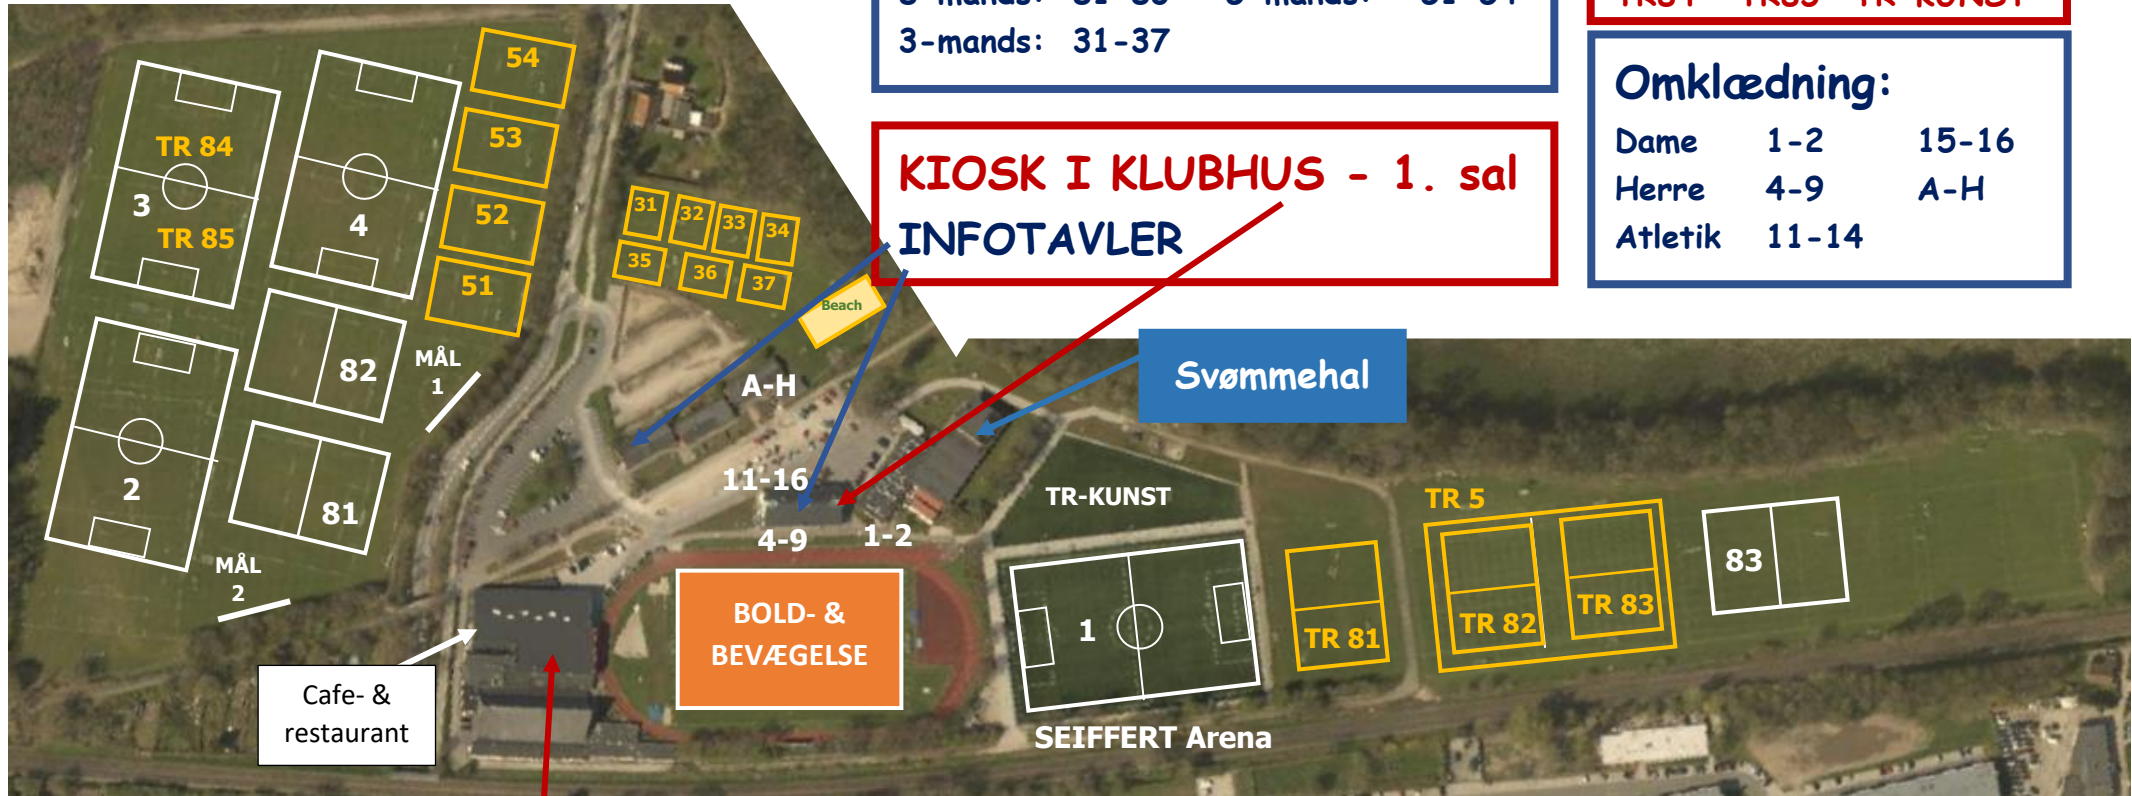 3-mands: 31-37
Omklædning:
Dame 1-2 15-16
Herre 4-9 A-H
Atletik 11-14
KIOSK I KLUBHUS - 1. sal
INFOTAVLER
Svømmehal
54
53
52
51
TR 84
3
TR 85
4
31
32
33
34
35
36
37
Beach
82
MÅL
1
81
2
MÅL
2
A-H
11-16
4-9
1-2
TR-KUNST
TR 5
TR 81
TR 82
TR 83
83
1
SEIFFERT Arena
BOLD- &
BEVÆGELSE
Cafe- &
restaurant